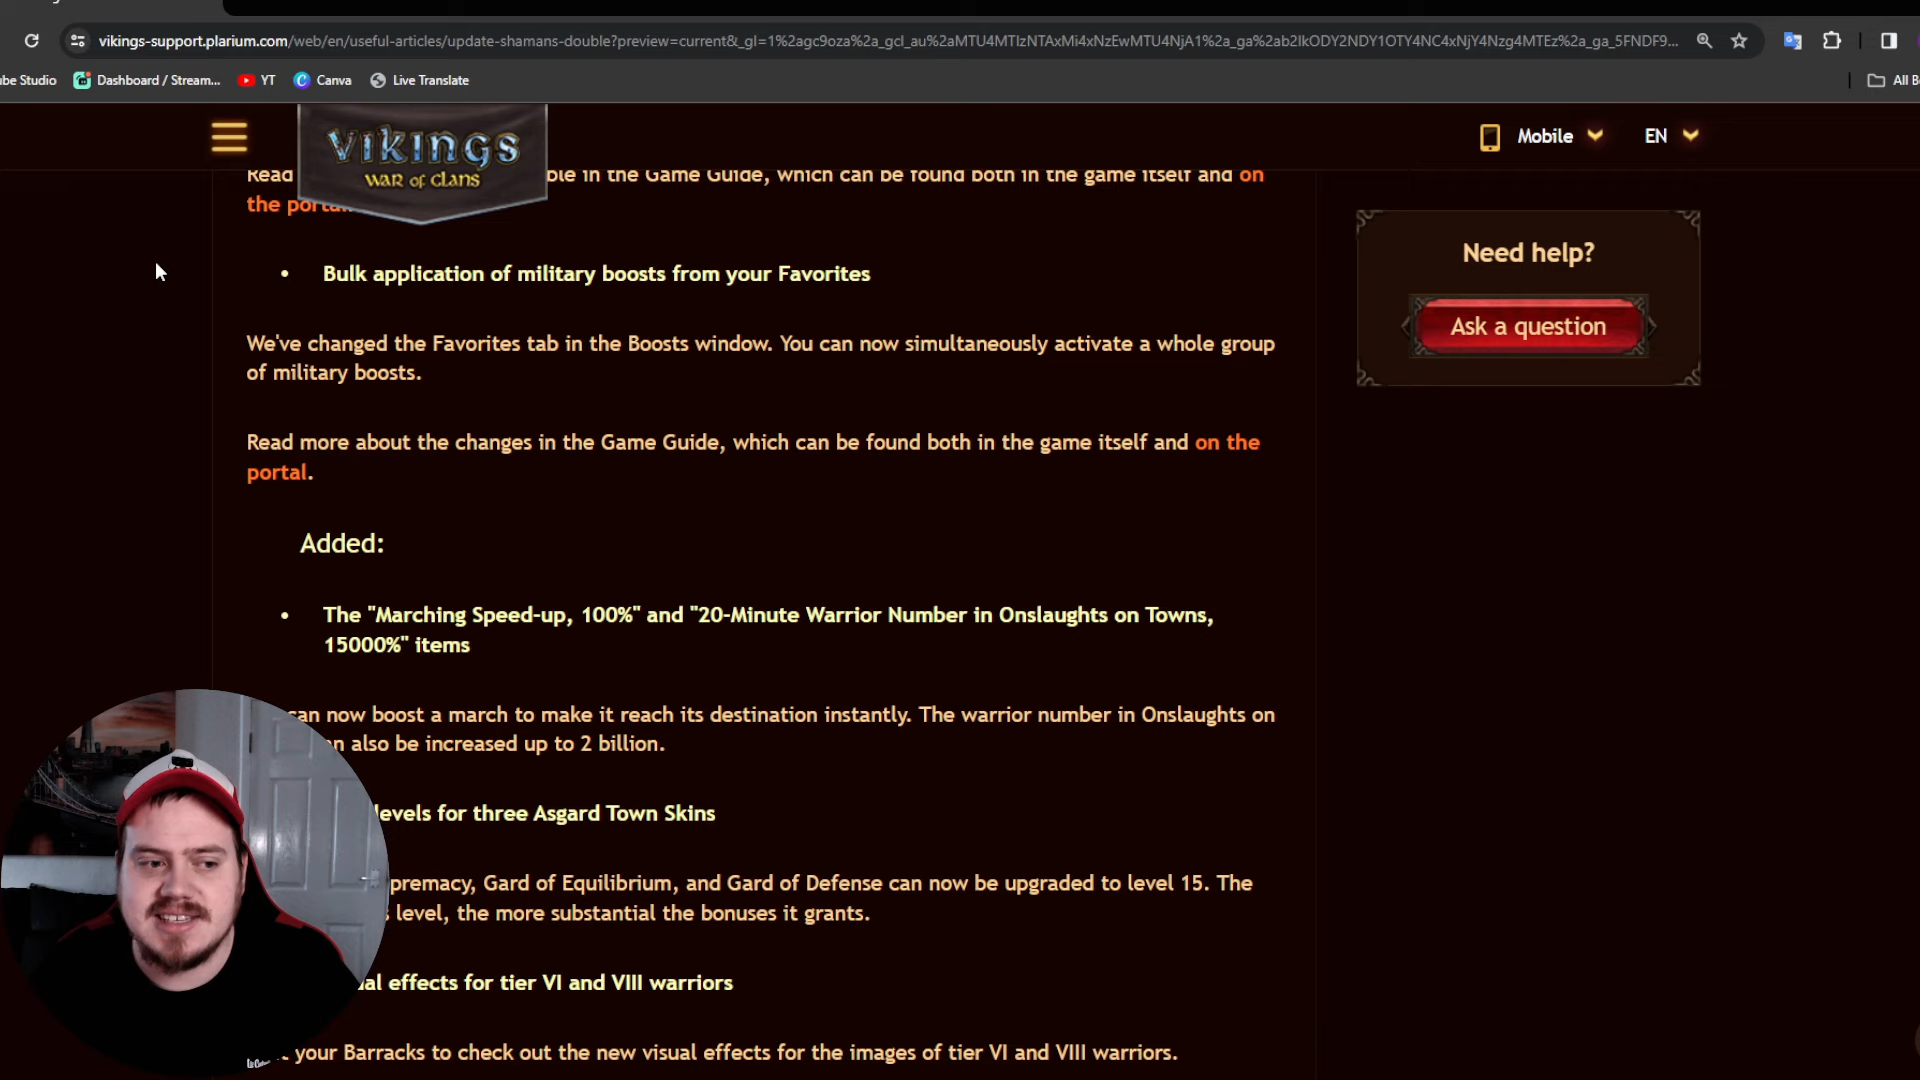 vikings-support.plarium.com/web/en/useful-articles/update-shamans-double?preview=current&_gl=1%2agc9oza%2a_gcl_au%2aMTU4MTIzNTAxMi4xNzEwMTU4NjA1%2a_ga%2ab2lkODY2NDY1OTY4NC4xNjY4Nzg4MTEz%2a_ga_5FNDF9...
be Studio
Dashboard / Stream...
YT
Canva
Live Translate
All B
VIKINGS
WAR OF CLANS
Mobile
EN
Read
ble in the Game Guide, which can be found both in the game itself and on
the portal
• Bulk application of military boosts from your Favorites
We've changed the Favorites tab in the Boosts window. You can now simultaneously activate a whole group
of military boosts.
Read more about the changes in the Game Guide, which can be found both in the game itself and on the
portal.
Added:
• The "Marching Speed-up, 100%" and "20-Minute Warrior Number in Onslaughts on Towns,
15000%" items
can now boost a march to make it reach its destination instantly. The warrior number in Onslaughts on
n also be increased up to 2 billion.
levels for three Asgard Town Skins
premacy, Gard of Equilibrium, and Gard of Defense can now be upgraded to level 15. The
level, the more substantial the bonuses it grants.
al effects for tier VI and VIII warriors
your Barracks to check out the new visual effects for the images of tier VI and VIII warriors.
Need help?
Ask a question